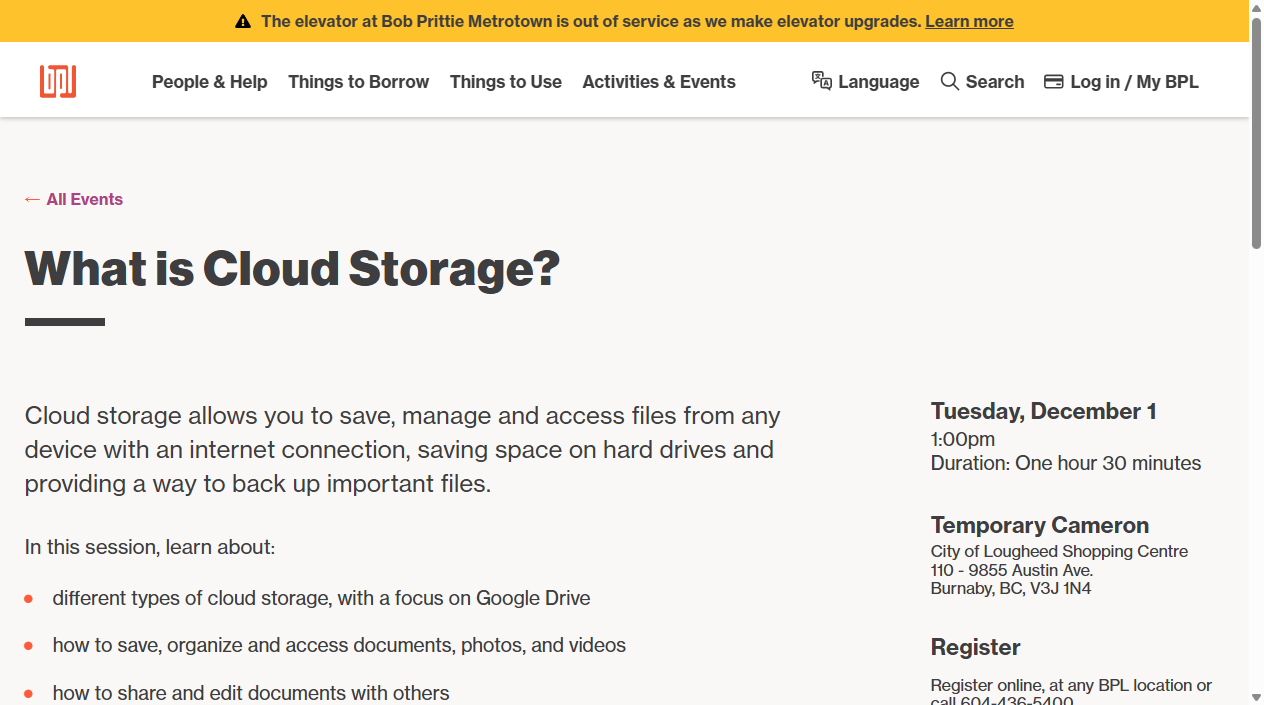 The elevator at Bob Prittie Metrotown is out of service as we make elevator upgrades. Learn more
People & Help Things to Borrow Things to Use Activities & Events Language Search Log in / My BPL
← All Events
What is Cloud Storage?
Cloud storage allows you to save, manage and access files from any
device with an internet connection, saving space on hard drives and
providing a way to back up important files.
In this session, learn about:
different types of cloud storage, with a focus on Google Drive
how to save, organize and access documents, photos, and videos
how to share and edit documents with others
Tuesday, December 1
1:00pm
Duration: One hour 30 minutes
Temporary Cameron
City of Lougheed Shopping Centre
110 - 9855 Austin Ave.
Burnaby, BC, V3J 1N4
Register
Register online, at any BPL location or
call 604-436-5400